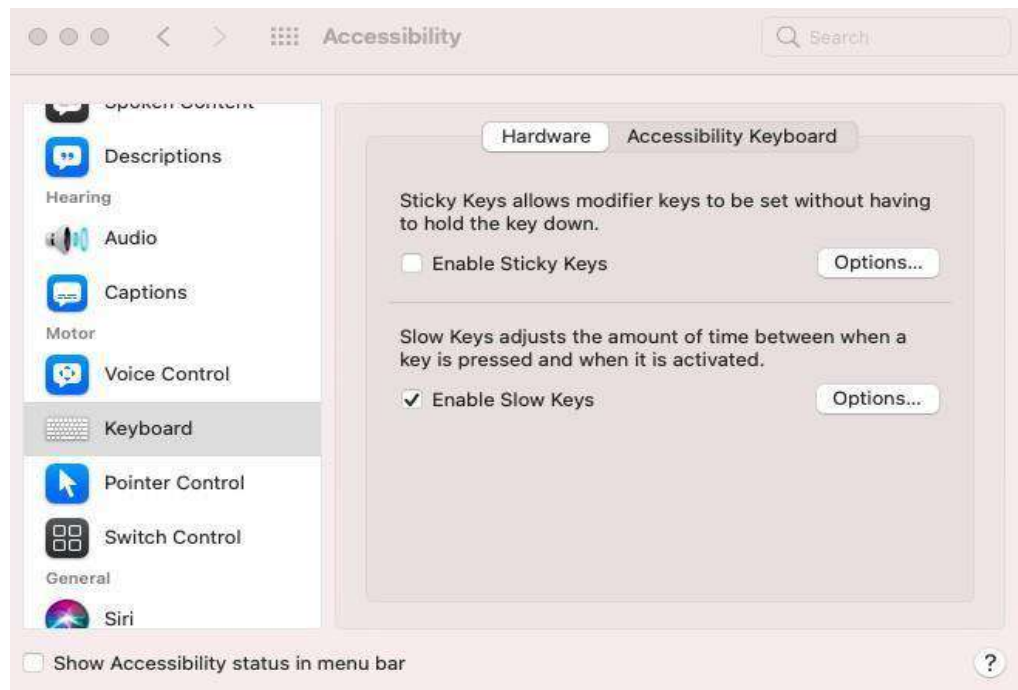 Accessibility
Search
Spoken Content
Descriptions
Hearing
Audio
Captions
Motor
Voice Control
Keyboard
Pointer Control
Switch Control
General
Siri
Hardware
Accessibility Keyboard
Sticky Keys allows modifier keys to be set without having
to hold the key down.
Enable Sticky Keys
Options...
Slow Keys adjusts the amount of time between when a
key is pressed and when it is activated.
Enable Slow Keys
Options...
Show Accessibility status in menu bar
?